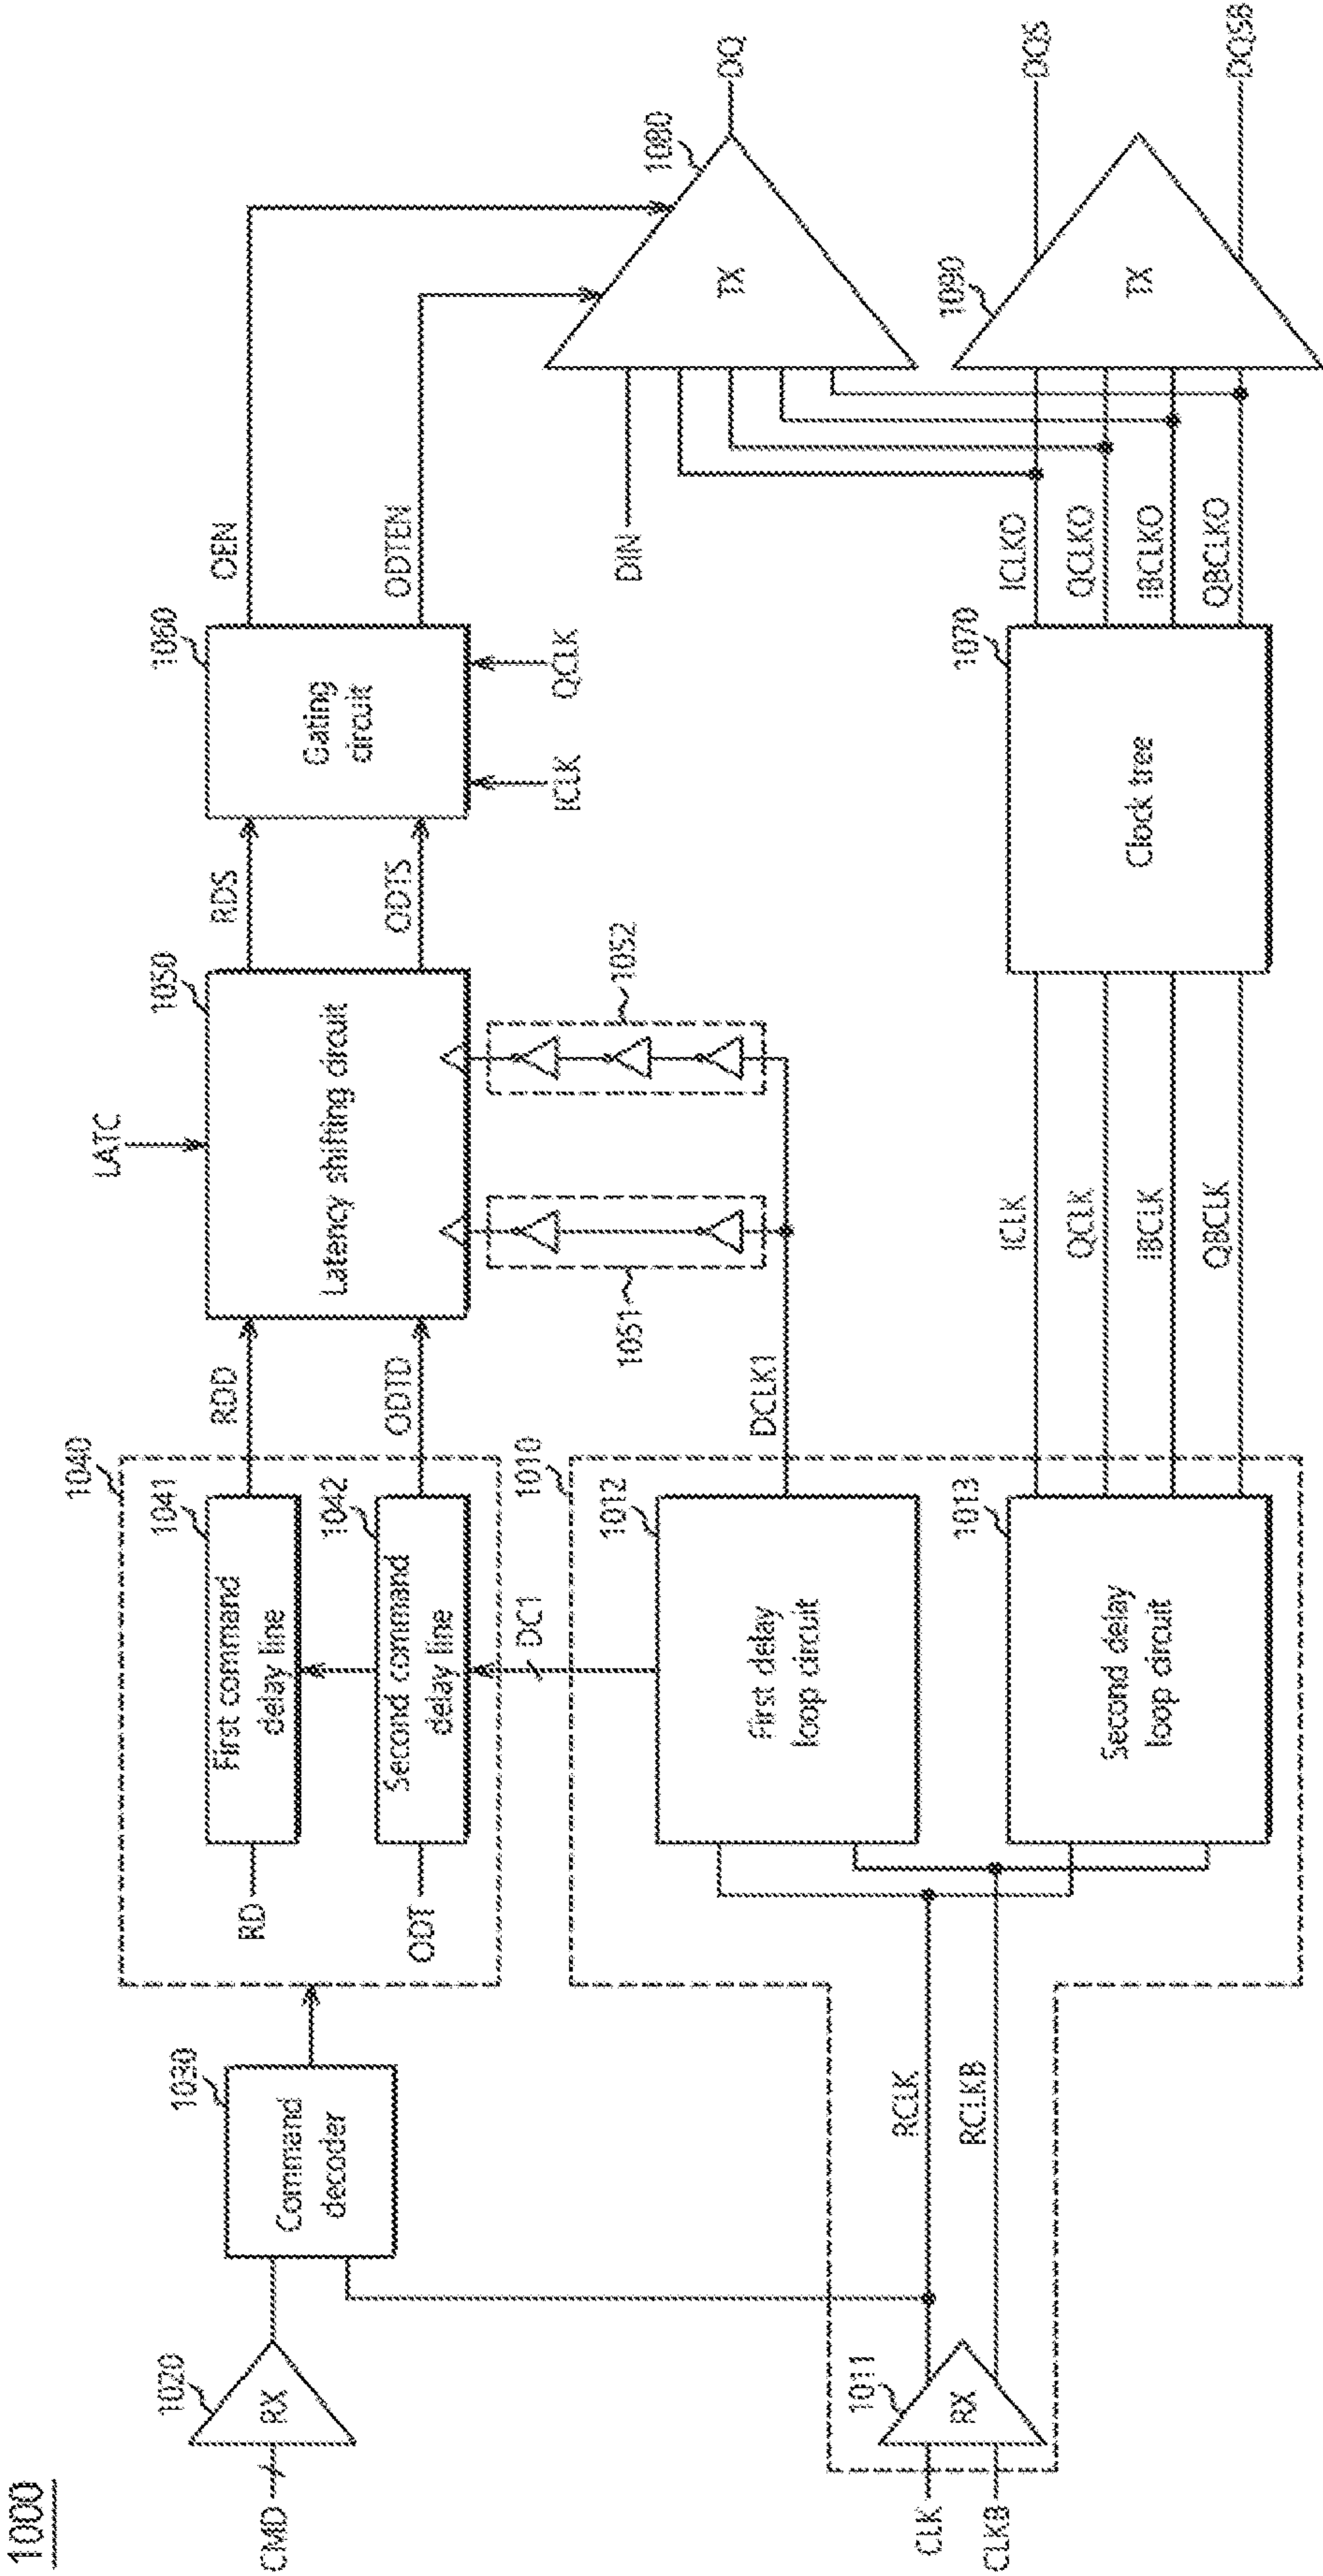 1000
CMD
1020
RX
1030
Command
decoder
1040
RD
1041
First command
delay line
ODT
1042
Second command
delay line
DC1
RDD
ODTD
LATC
1050
Latency shifting circuit
1051
1052
RDS
ODTS
1060
Gating
circuit
ICLK
QCLK
OEN
ODTEN
DIN
1080
TX
DQ
CLK
CLKB
1011
RX
RCLK
RCLKB
1010
1012
First delay
loop circuit
DCLK1
1013
Second delay
loop circuit
ICLK
QCLK
IBCLK
QBCLK
1070
Clock tree
ICLKO
QCLKO
IBCLKO
QBCLKO
1090
TX
DQS
DQSB